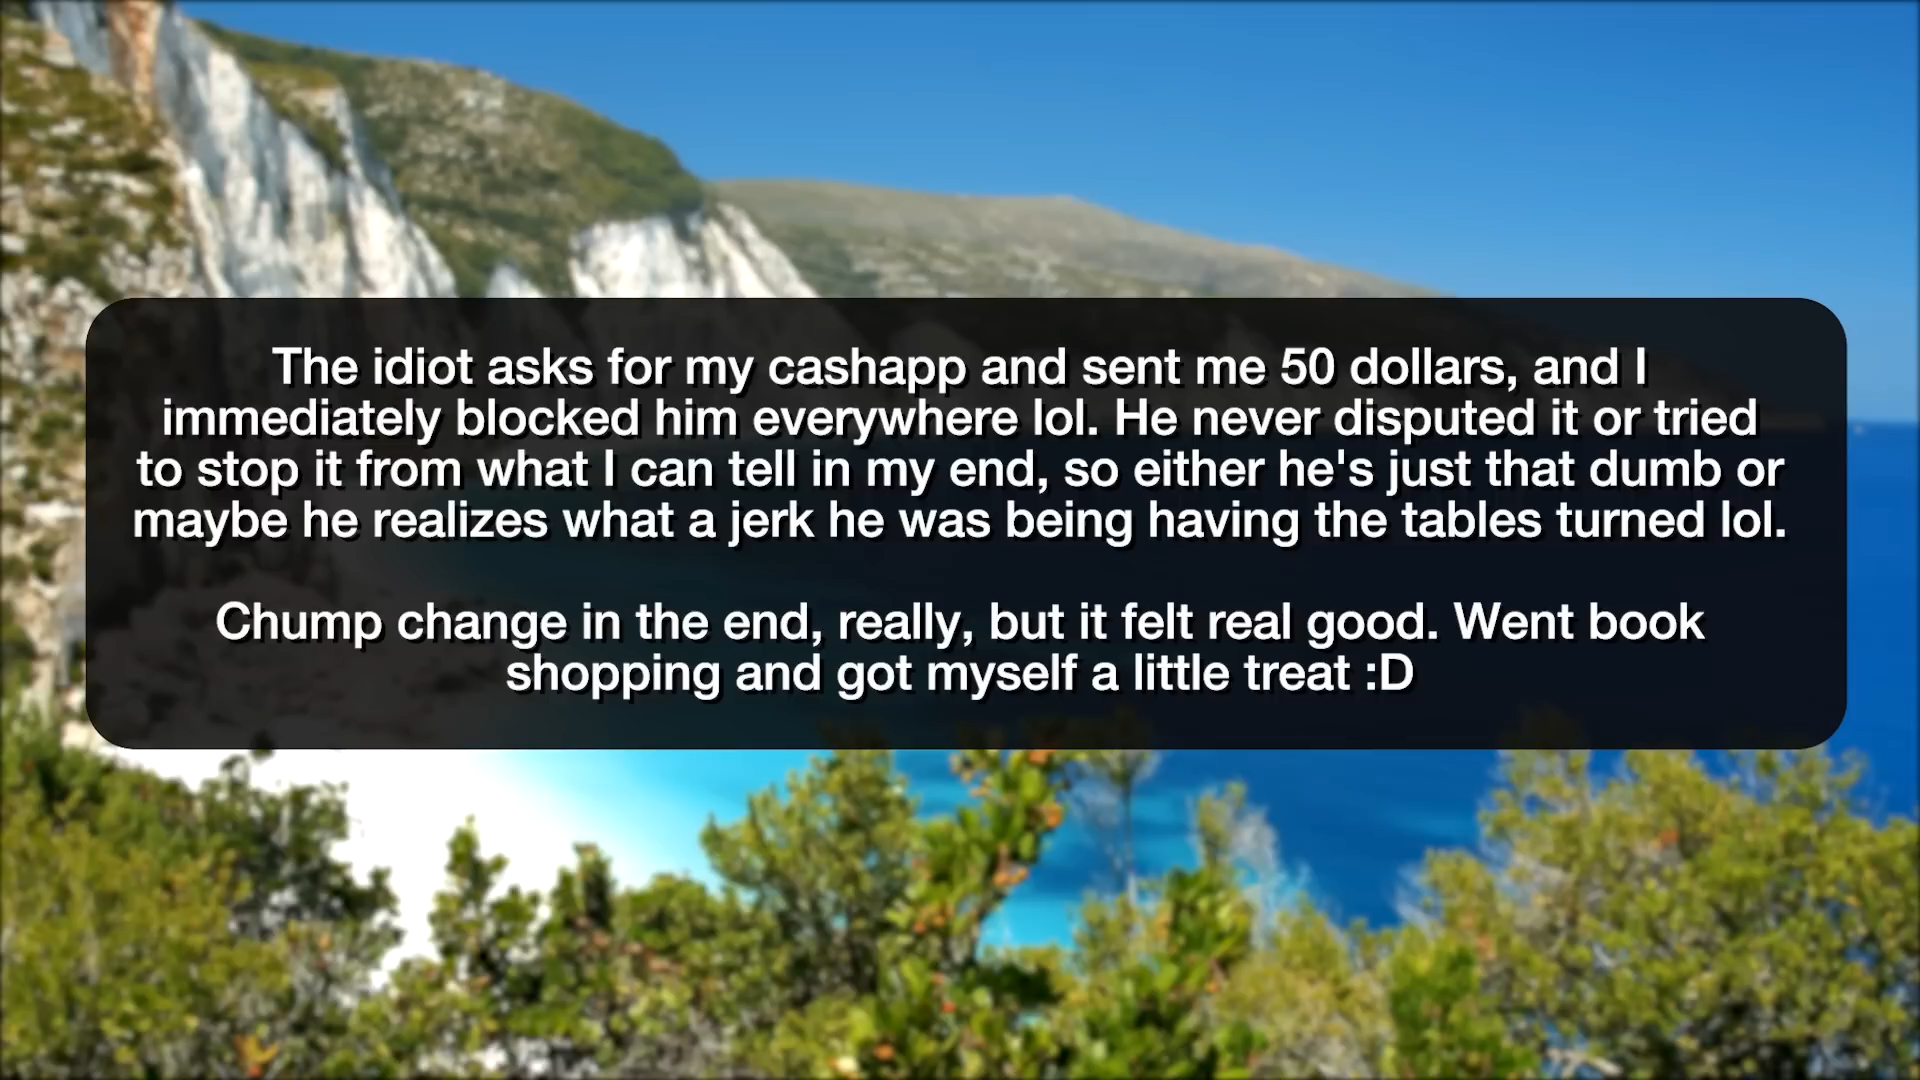 The idiot asks for my cashapp and sent me 50 dollars, and I
immediately blocked him everywhere lol. He never disputed it or tried
to stop it from what I can tell in my end, so either he's just that dumb or
maybe he realizes what a jerk he was being having the tables turned lol.
Chump change in the end, really, but it felt real good. Went book
shopping and got myself a little treat :D